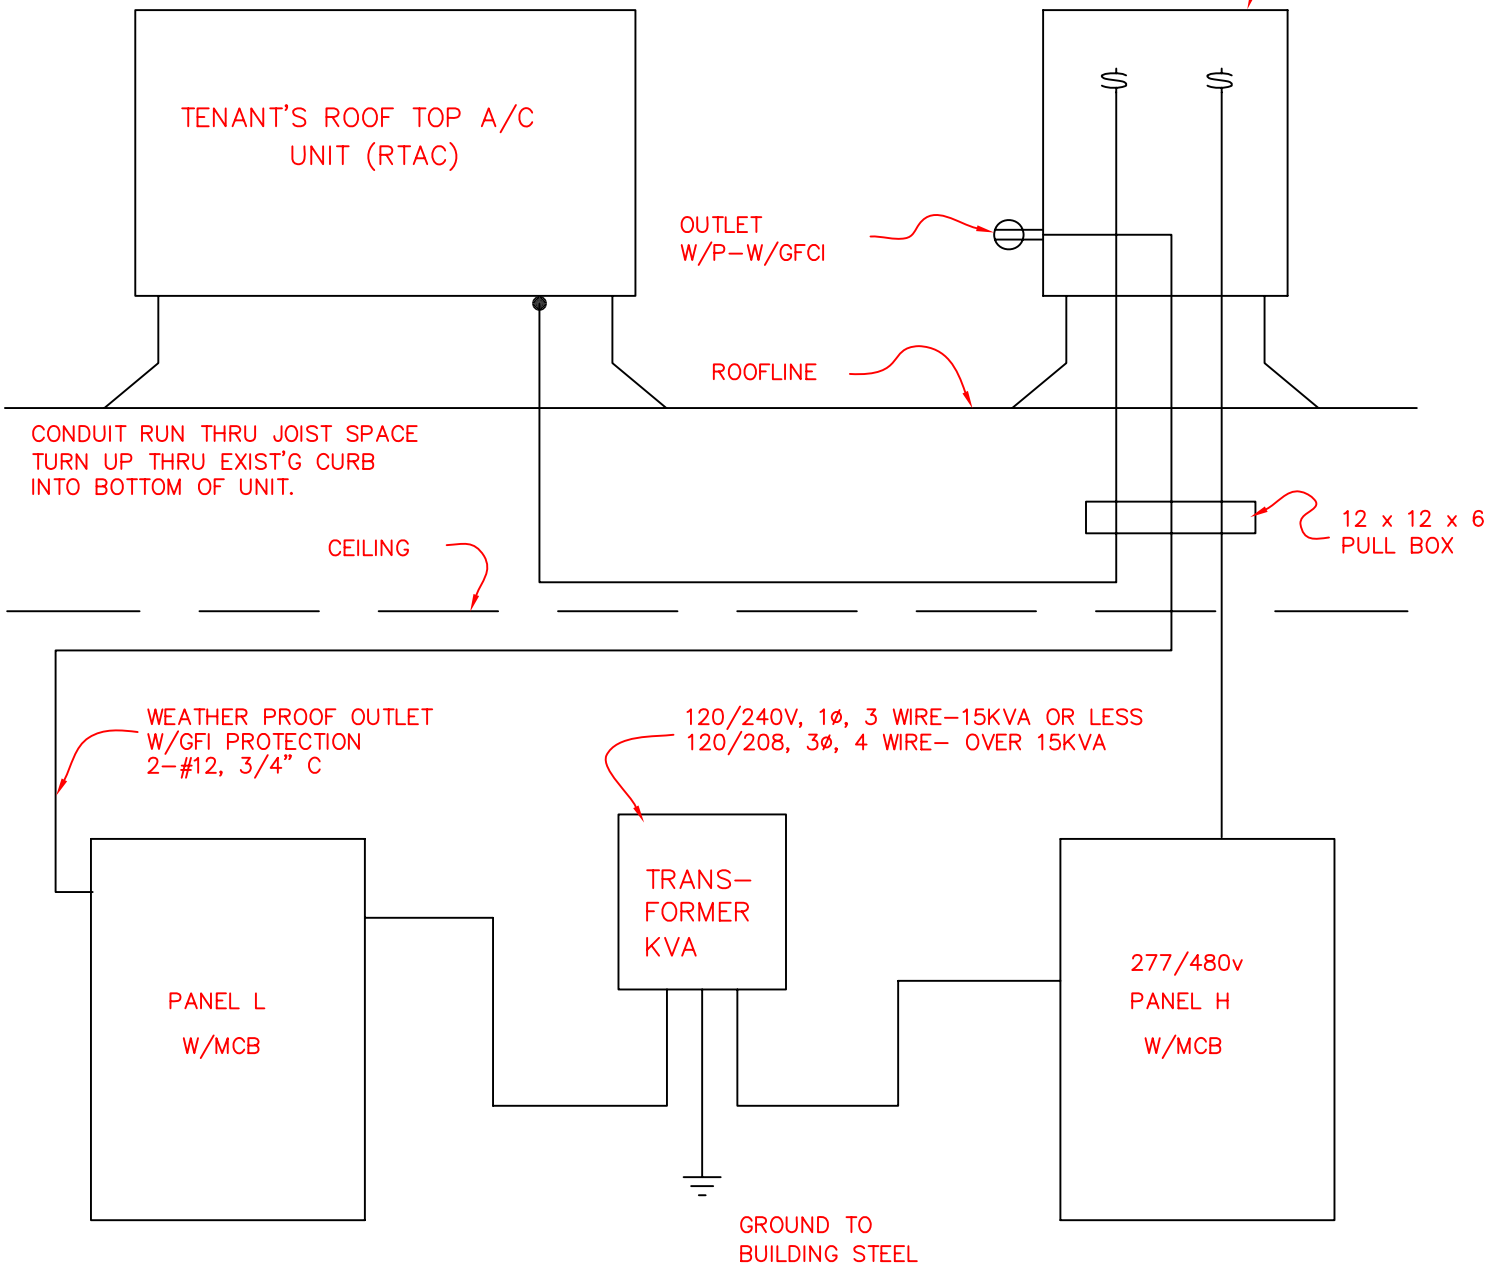 TENANT'S ROOF TOP A/C
UNIT (RTAC)
OUTLET
W/P-W/GFCI
ROOFLINE
CONDUIT RUN THRU JOIST SPACE
TURN UP THRU EXIST'G CURB
INTO BOTTOM OF UNIT.
12 x 12 x 6
PULL BOX
CEILING
WEATHER PROOF OUTLET
W/GFI PROTECTION
2-#12, 3/4" C
120/240V, 1ø, 3 WIRE-15KVA OR LESS
120/208, 3ø, 4 WIRE- OVER 15KVA
TRANS-
FORMER
KVA
PANEL L
W/MCB
277/480v
PANEL H
W/MCB
GROUND TO
BUILDING STEEL